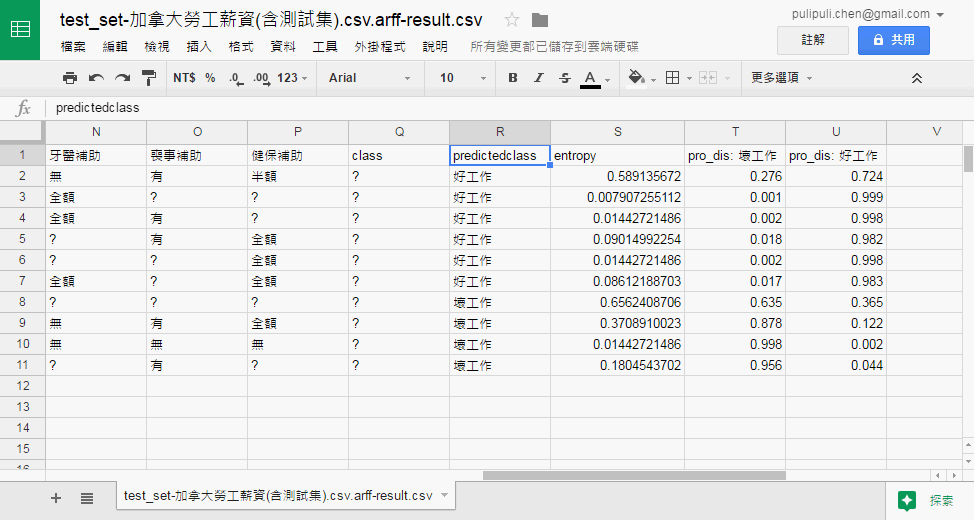 test_set-加拿大勞工薪資(含測試集).csv.arff-result.csv
pulipuli.chen@gmail.com
檔案 編輯 檢視 插入 格式 資料 工具 外掛程式 說明 所有變更都已儲存到雲端硬碟
註解 共用
NT$ % .0 .00 123 Arial 10 B I S A 更多選項
fx predictedclass
N O P Q R S T U V
1 牙醫補助 喪事補助 健保補助 class predictedclass entropy pro_dis: 壞工作 pro_dis: 好工作
2 無 有 半額 ? 好工作 0.589135672 0.276 0.724
3 全額 ? ? ? 好工作 0.007907255112 0.001 0.999
4 全額 有 ? ? 好工作 0.01442721486 0.002 0.998
5 ? 有 全額 ? 好工作 0.09014992254 0.018 0.982
6 ? ? 全額 ? 好工作 0.01442721486 0.002 0.998
7 全額 ? 全額 ? 好工作 0.08612188703 0.017 0.983
8 ? ? ? ? 壞工作 0.6562408706 0.635 0.365
9 無 有 全額 ? 壞工作 0.3708910023 0.878 0.122
10 無 無 無 ? 壞工作 0.01442721486 0.998 0.002
11 ? 有 ? ? 壞工作 0.1804543702 0.956 0.044
12
13
14
15
16
test_set-加拿大勞工薪資(含測試集).csv.arff-result.csv
探索